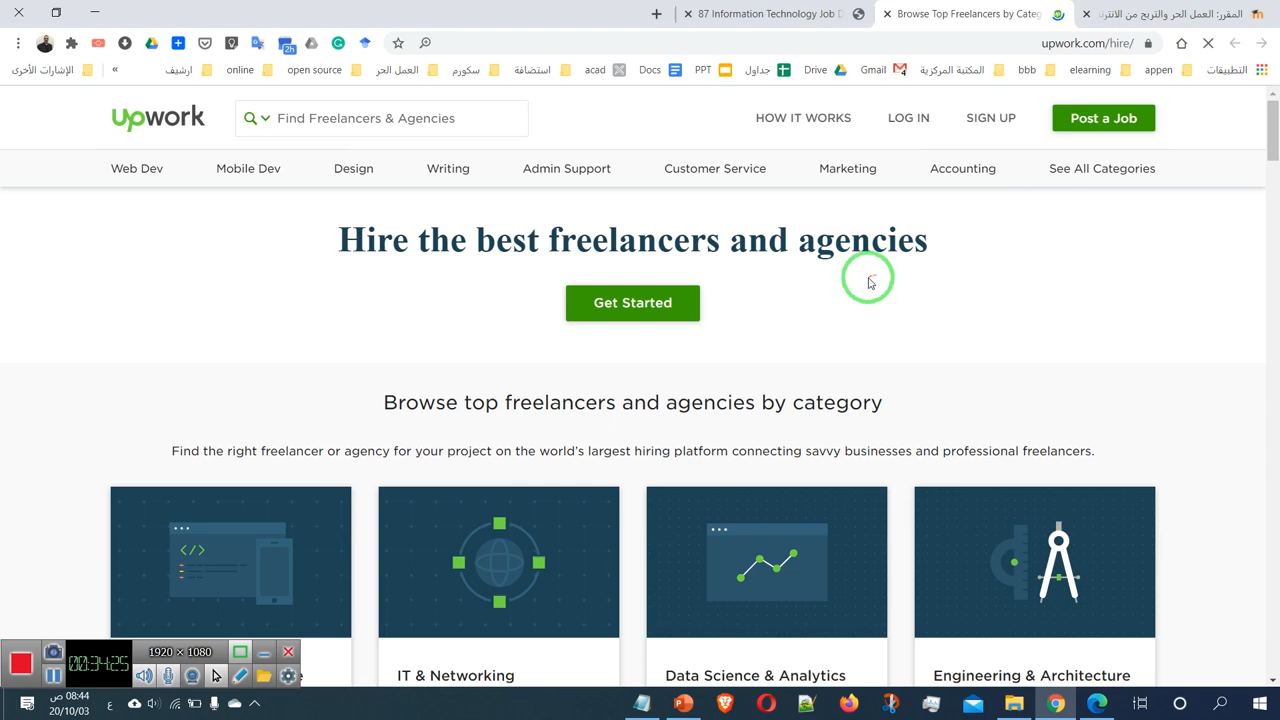 87 Information Technology Job D
Browse Top Freelancers by Categ
المقرر: العمل الحر والتربح من الانتر
upwork.com/hire/
الإشارات الأخرى
»
ارشيف
online
open source
العمل الحر
سكورم
استضافة
acad
Docs
PPT
جداول
Drive
Gmail
المكتبة المركزية
bbb
elearning
appen
التطبيقات
2h
upwork
Find Freelancers & Agencies
HOW IT WORKS
LOG IN
SIGN UP
Post a Job
Web Dev
Mobile Dev
Design
Writing
Admin Support
Customer Service
Marketing
Accounting
See All Categories
Hire the best freelancers and agencies
Get Started
Browse top freelancers and agencies by category
Find the right freelancer or agency for your project on the world's largest hiring platform connecting savvy businesses and professional freelancers.
IT & Networking
Data Science & Analytics
Engineering & Architecture
00:34:25
1920 × 1080
08:44 ص
20/10/03
ع